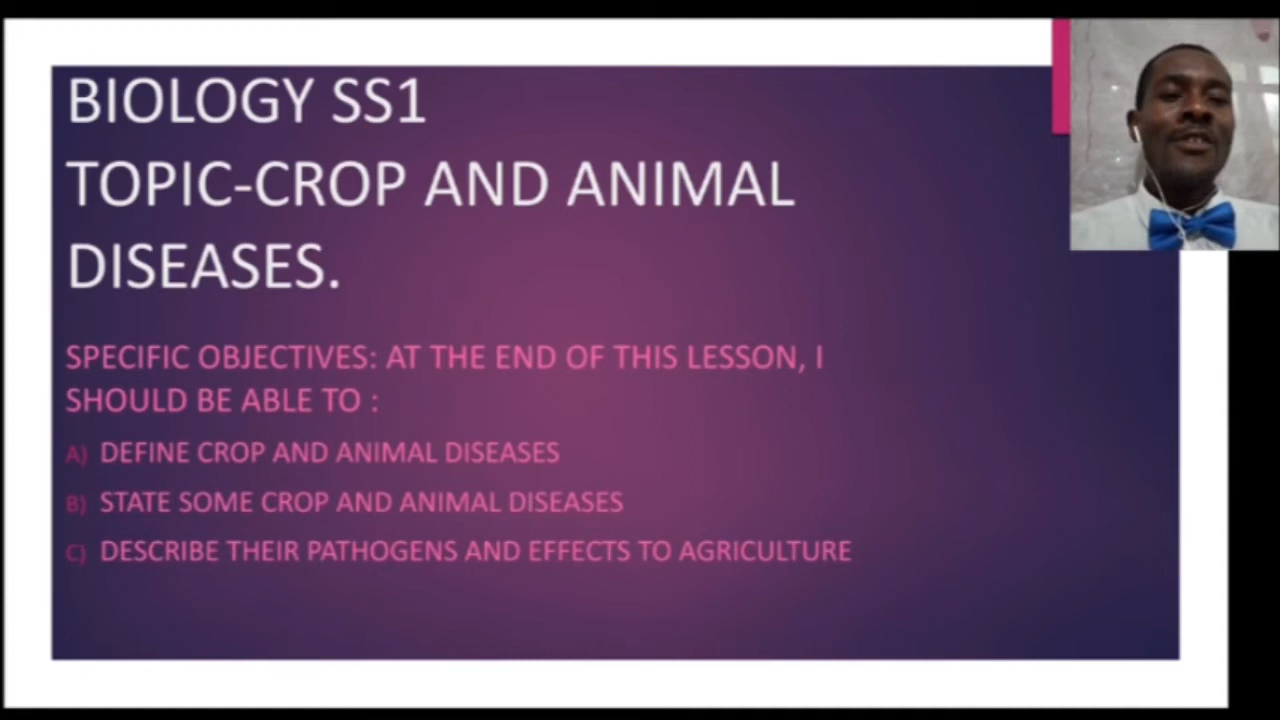 BIOLOGY SS1
TOPIC-CROP AND ANIMAL
DISEASES.
SPECIFIC OBJECTIVES: AT THE END OF THIS LESSON, I
SHOULD BE ABLE TO :
A) DEFINE CROP AND ANIMAL DISEASES
B) STATE SOME CROP AND ANIMAL DISEASES
C) DESCRIBE THEIR PATHOGENS AND EFFECTS TO AGRICULTURE